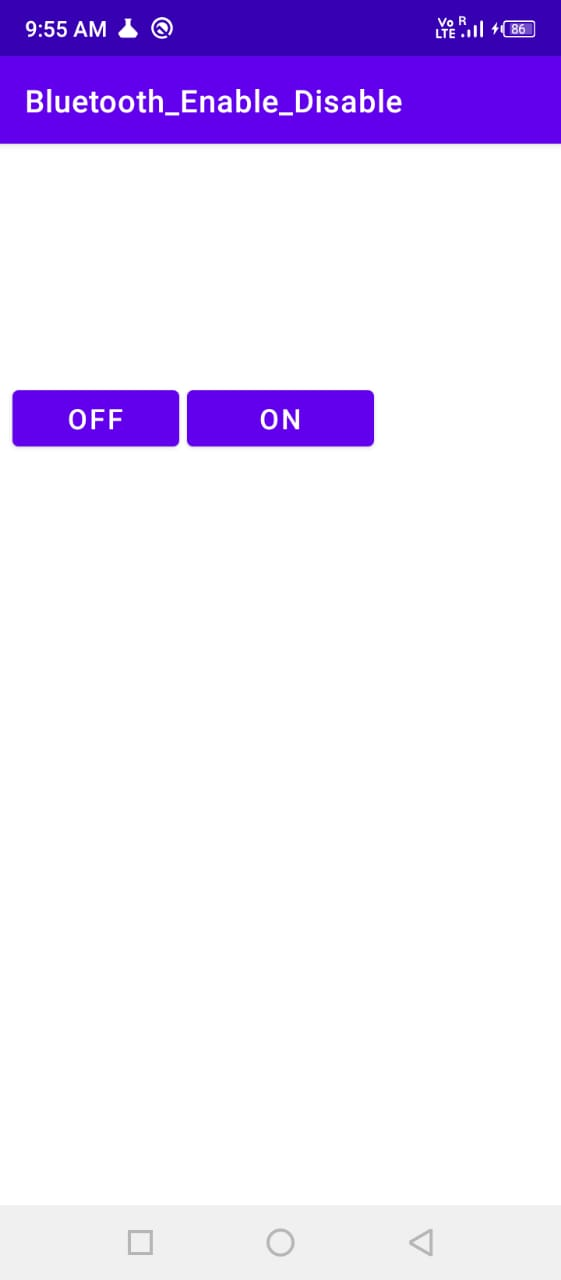 9:55 AM Vo LTE R 86
Bluetooth_Enable_Disable
OFF ON